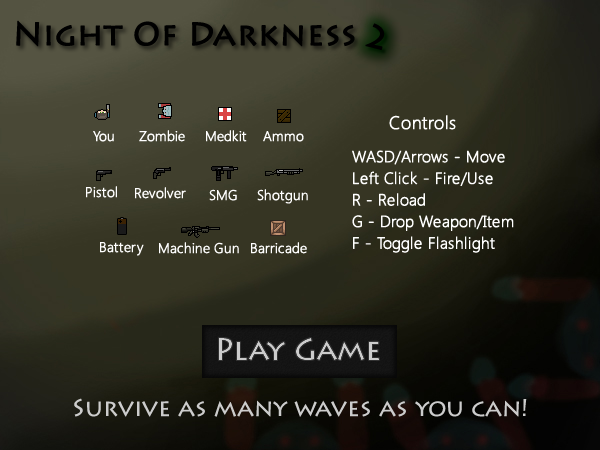 Night Of Darkness 2
You Zombie Medkit Ammo
Pistol Revolver SMG Shotgun
Battery Machine Gun Barricade
Controls
WASD/Arrows - Move
Left Click - Fire/Use
R - Reload
G - Drop Weapon/Item
F - Toggle Flashlight
Play Game
Survive as many waves as you can!